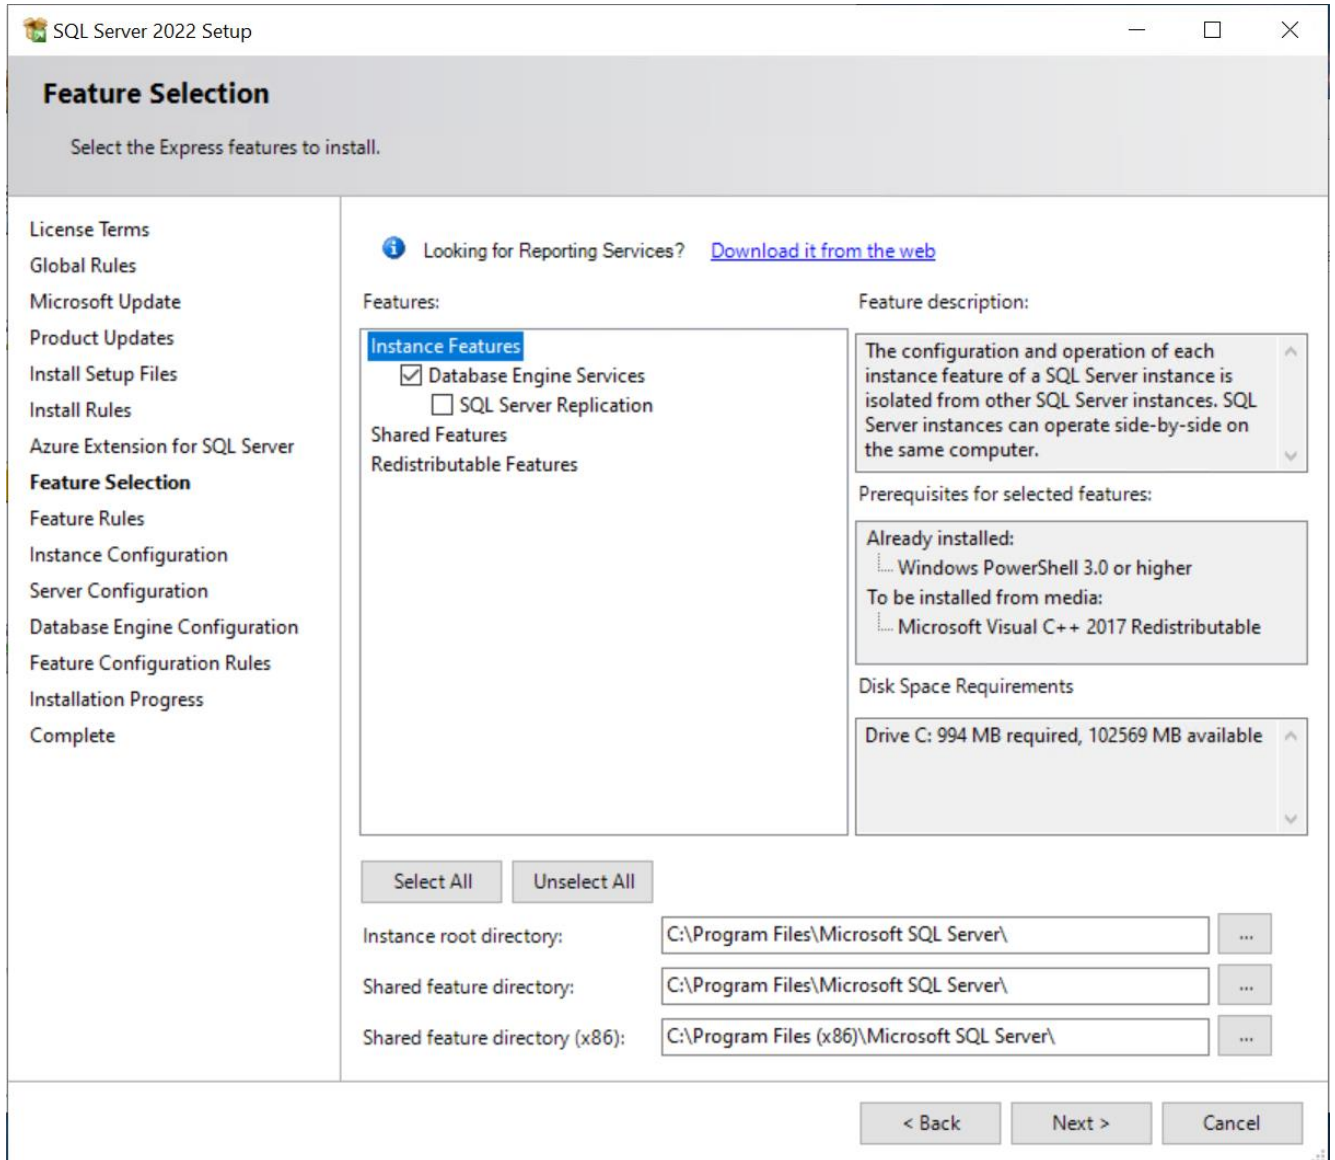 SQL Server 2022 Setup
Feature Selection
Select the Express features to install.
License Terms
Global Rules
Microsoft Update
Product Updates
Install Setup Files
Install Rules
Azure Extension for SQL Server
Feature Selection
Feature Rules
Instance Configuration
Server Configuration
Database Engine Configuration
Feature Configuration Rules
Installation Progress
Complete
Looking for Reporting Services? Download it from the web
Features:
Instance Features
Database Engine Services
SQL Server Replication
Shared Features
Redistributable Features
Feature description:
The configuration and operation of each
instance feature of a SQL Server instance is
isolated from other SQL Server instances. SQL
Server instances can operate side-by-side on
the same computer.
Prerequisites for selected features:
Already installed:
Windows PowerShell 3.0 or higher
To be installed from media:
Microsoft Visual C++ 2017 Redistributable
Disk Space Requirements
Drive C: 994 MB required, 102569 MB available
Select All
Unselect All
Instance root directory: C:\Program Files\Microsoft SQL Server\ ...
Shared feature directory: C:\Program Files\Microsoft SQL Server\ ...
Shared feature directory (x86): C:\Program Files (x86)\Microsoft SQL Server\ ...
< Back
Next >
Cancel